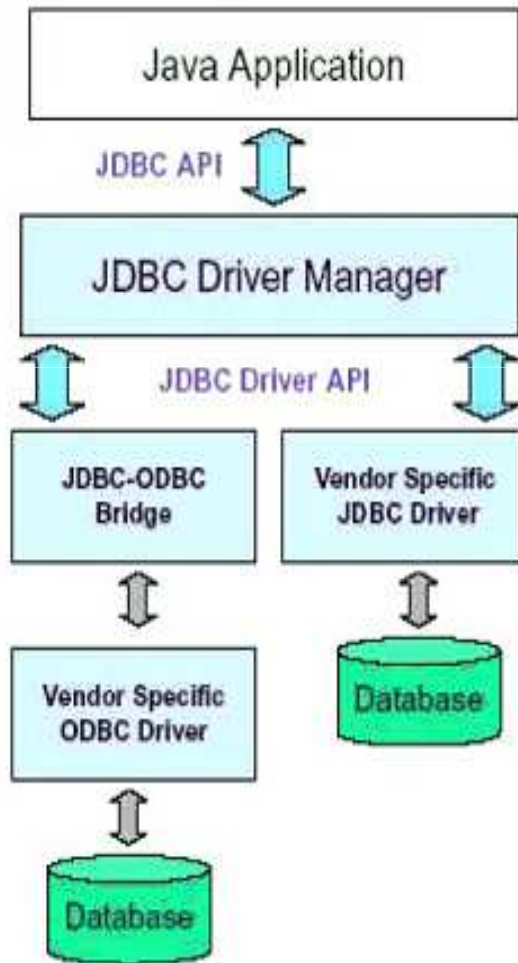 Java Application
JDBC API
JDBC Driver Manager
JDBC Driver API
JDBC-ODBC
Bridge
Vendor Specific
JDBC Driver
Vendor Specific
ODBC Driver
Database
Database